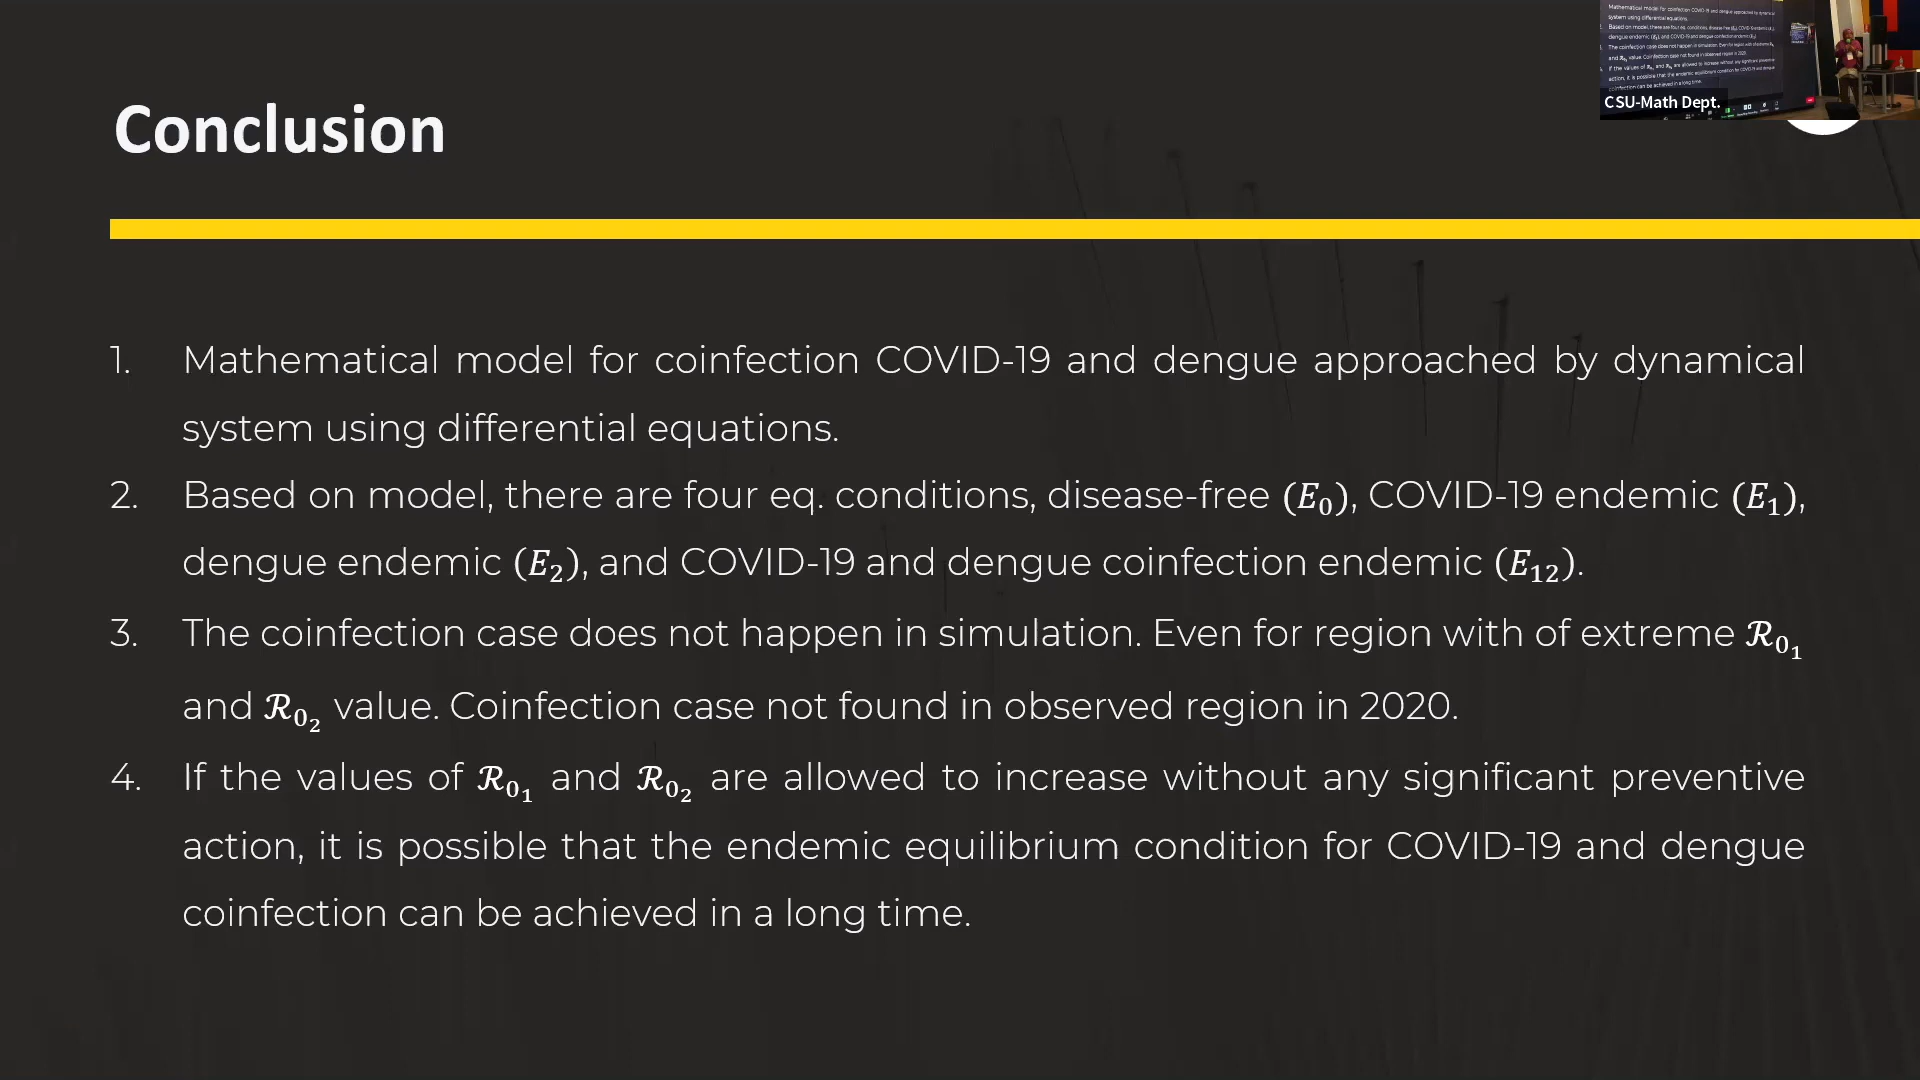 Conclusion
1. Mathematical model for coinfection COVID-19 and dengue approached by dynamical
system using differential equations.
2. Based on model, there are four eq. conditions, disease-free (E₀), COVID-19 endemic (E₁),
dengue endemic (E₂), and COVID-19 and dengue coinfection endemic (E₁₂).
3. The coinfection case does not happen in simulation. Even for region with of extreme ℛ₀₁
and ℛ₀₂ value. Coinfection case not found in observed region in 2020.
4. If the values of ℛ₀₁ and ℛ₀₂ are allowed to increase without any significant preventive
action, it is possible that the endemic equilibrium condition for COVID-19 and dengue
coinfection can be achieved in a long time.
CSU-Math Dept.